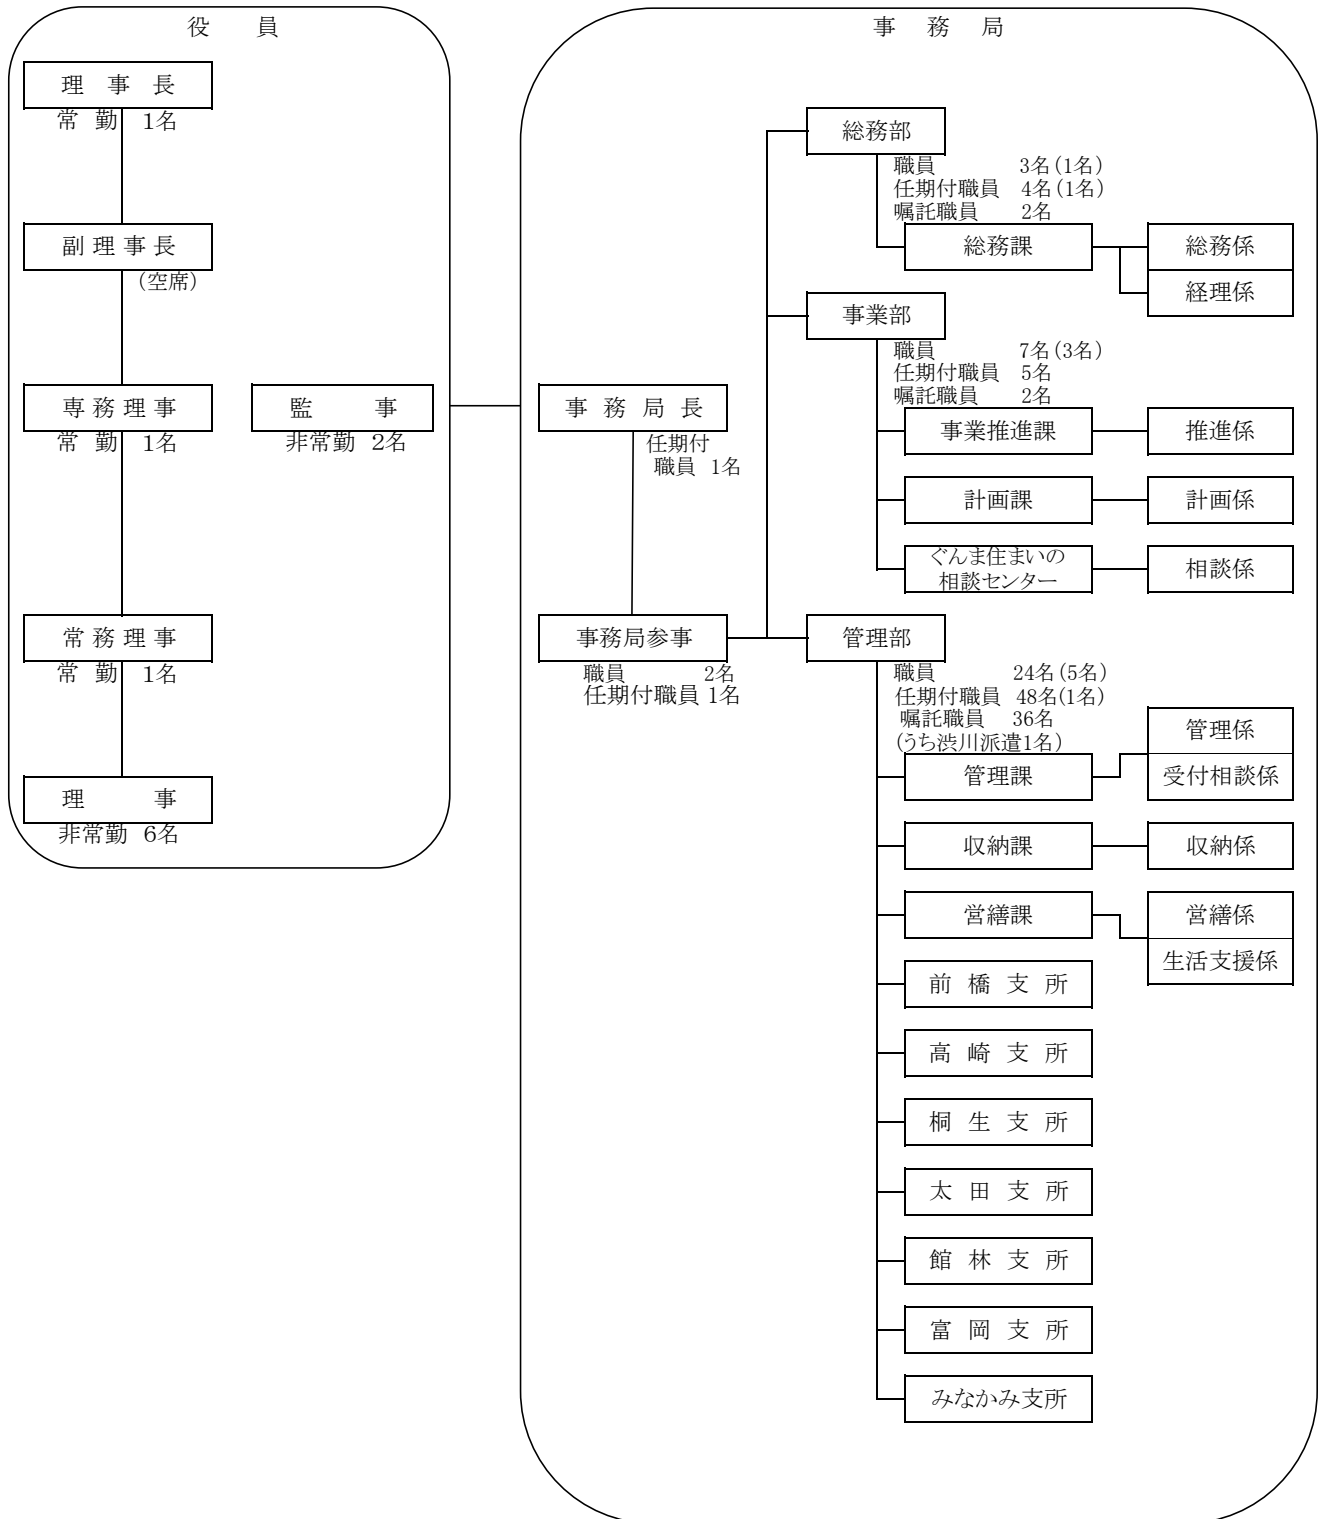 役員
理事長
常勤 1名
副理事長
(空席)
専務理事
常勤 1名
監事
非常勤 2名
常務理事
常勤 1名
理事
非常勤 6名
事務局
事務局長
任期付
職員 1名
事務局参事
職員 2名
任期付職員 1名
総務部
職員 3名(1名)
任期付職員 4名(1名)
嘱託職員 2名
総務課
総務係
経理係
事業部
職員 7名(3名)
任期付職員 5名
嘱託職員 2名
事業推進課
推進係
計画課
計画係
ぐんま住まいの
相談センター
相談係
管理部
職員 24名(5名)
任期付職員 48名(1名)
嘱託職員 36名
(うち渋川派遣1名)
管理課
管理係
受付相談係
収納課
収納係
営繕課
営繕係
生活支援係
前橋支所
高崎支所
桐生支所
太田支所
館林支所
富岡支所
みなかみ支所